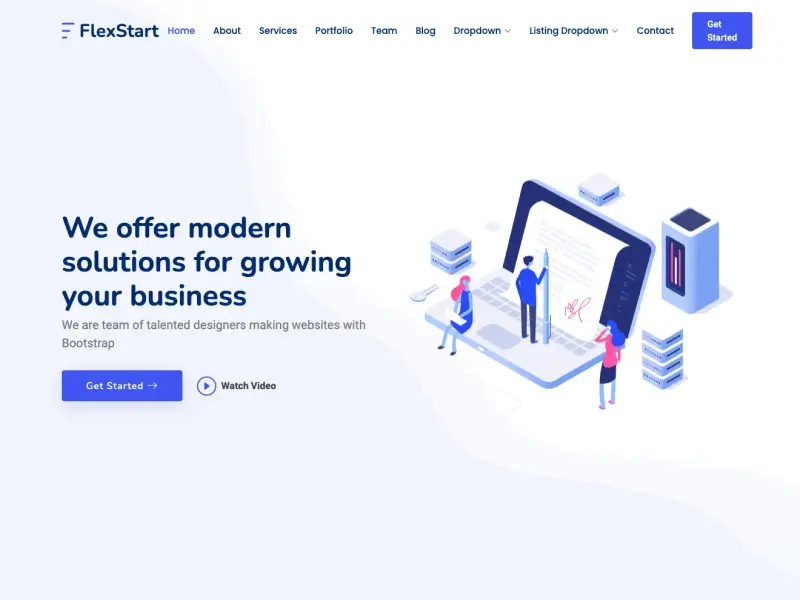 FlexStart Home About Services Portfolio Team Blog Dropdown Listing Dropdown Contact Get
Started
We offer modern
solutions for growing
your business
We are team of talented designers making websites with
Bootstrap
Get Started → Watch Video